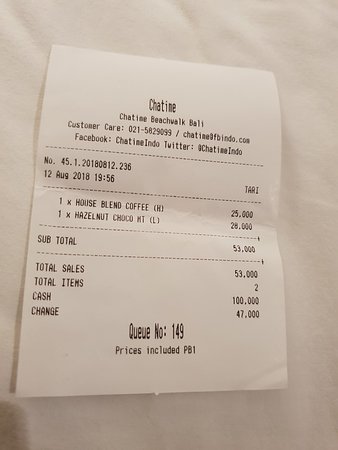 Chatime
Chatime Beachwalk Bali
Customer Care: 021-5829099 / chatime@fbindo.com
Facebook: ChatimeIndo Twitter: @ChatimeIndo
No. 45.1.20180812.236
12 Aug 2018 19:56 TARI
1 x HOUSE BLEND COFFEE (H) 25,000
1 x HAZELNUT CHOCO MT (L) 28,000
SUB TOTAL 53,000
TOTAL SALES 53,000
TOTAL ITEMS 2
CASH 100,000
CHANGE 47,000
Queue No: 149
Prices included PB1